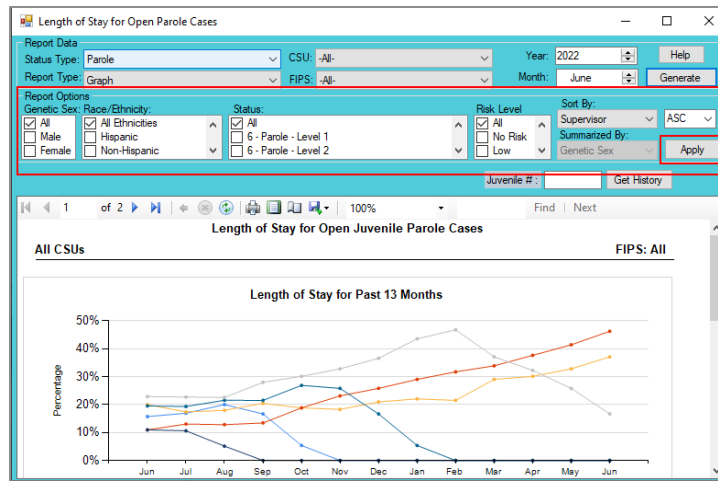 Length of Stay for Open Parole Cases
Report Data
Status Type: Parole CSU: -All- Year: 2022 Help
Report Type: Graph FIPS: -All- Month: June Generate
Report Options
Genetic Sex: Race/Ethnicity: Status: Risk Level Sort By:
All All Ethnicities All All Supervisor ASC
Male Hispanic 6 - Parole - Level 1 No Risk Summarized By:
Female Non-Hispanic 6 - Parole - Level 2 Low Genetic Sex Apply
Juvenile # : Get History
1 of 2 100% Find | Next
Length of Stay for Open Juvenile Parole Cases
All CSUs FIPS: All
Length of Stay for Past 13 Months
50%
40%
30%
20%
10%
0%
Percentage
Jun Jul Aug Sep Oct Nov Dec Jan Feb Mar Apr May Jun